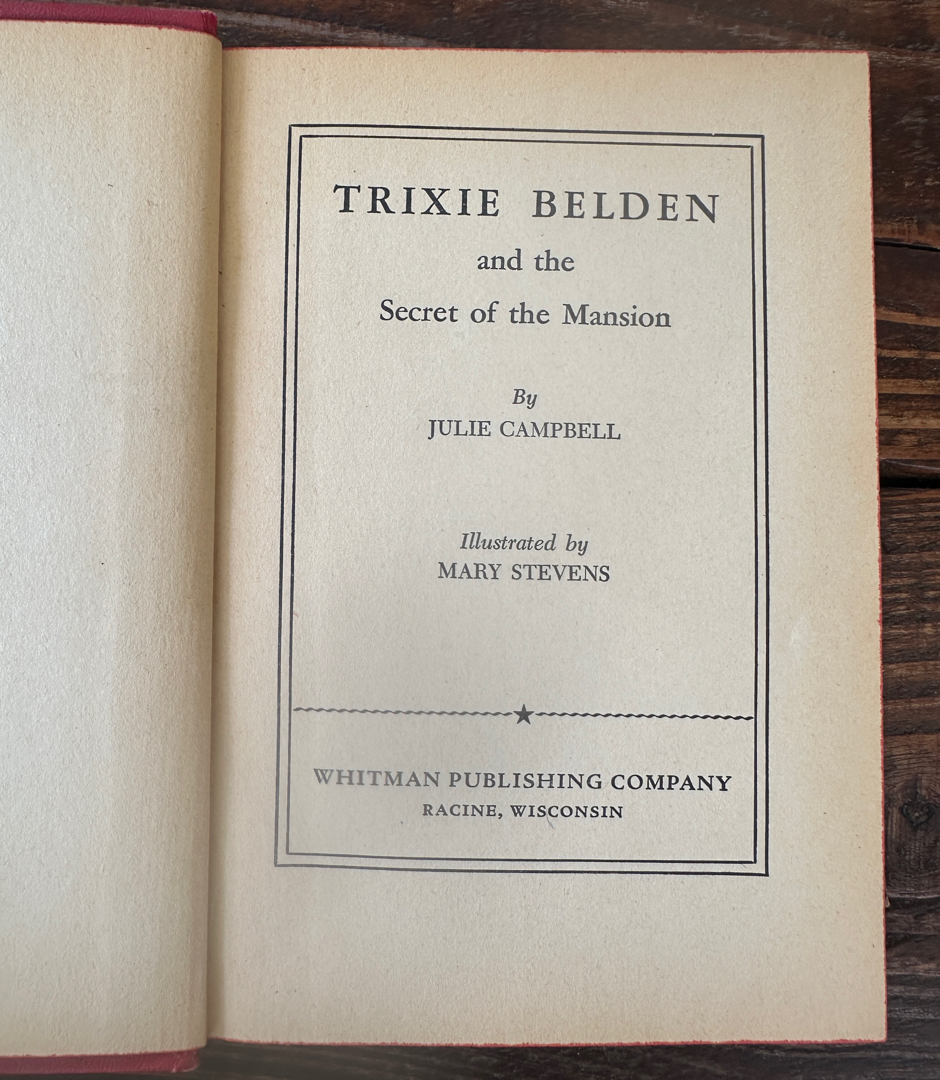 TRIXIE BELDEN
and the
Secret of the Mansion
By
JULIE CAMPBELL
Illustrated by
MARY STEVENS
WHITMAN PUBLISHING COMPANY
RACINE, WISCONSIN